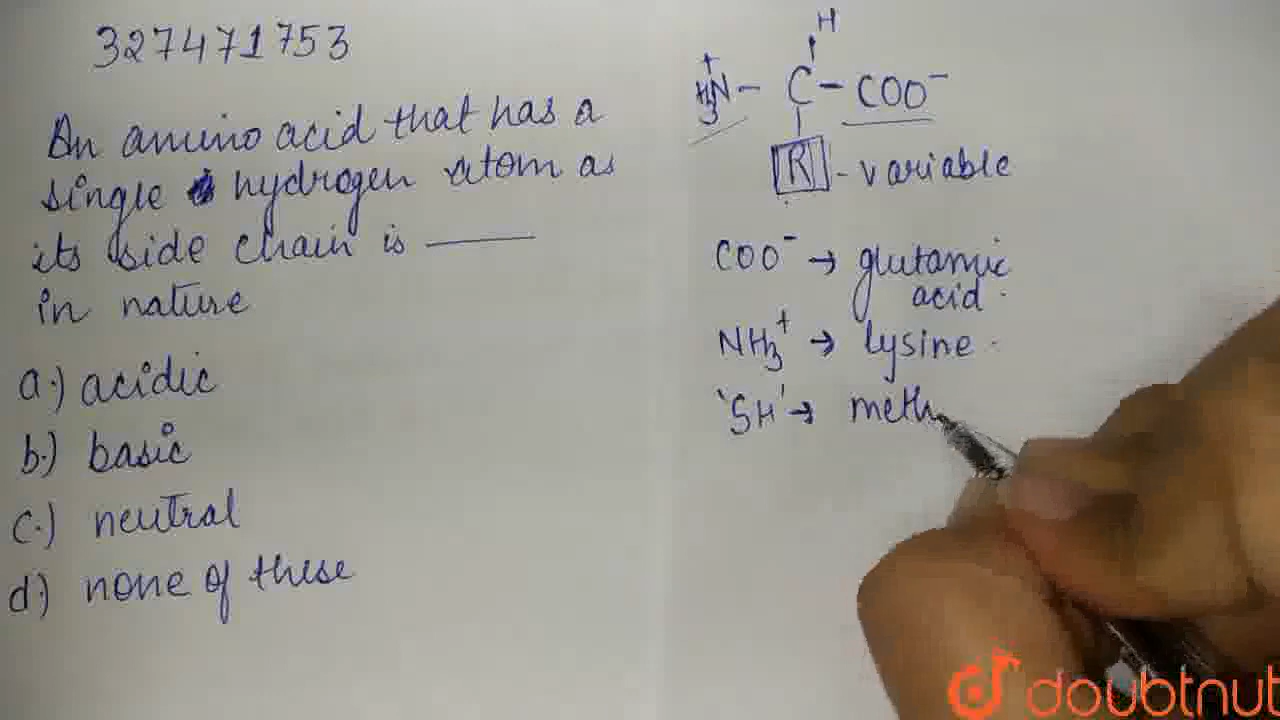 327471753
An amino acid that has a
single hydrogen atom as
its side chain is ———
in nature
a.) acidic
b.) basic
c.) neutral
d.) none of these
H
H3N+ — C — COO-
R - variable
COO- → glutamic
acid.
NH3+ → lysine.
'SH' → meth
doubtnut